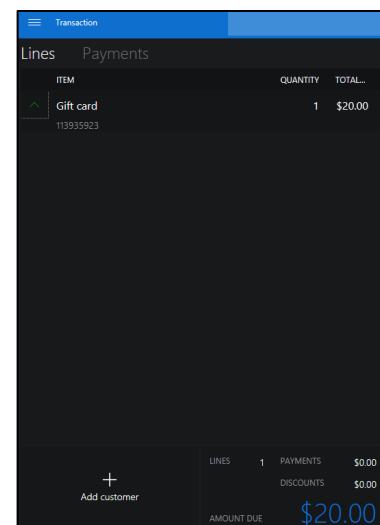 Transaction
Lines Payments
ITEM QUANTITY TOTAL...
Gift card 1 $20.00
113935923
LINES 1 PAYMENTS $0.00
DISCOUNTS $0.00
Add customer
AMOUNT DUE $20.00